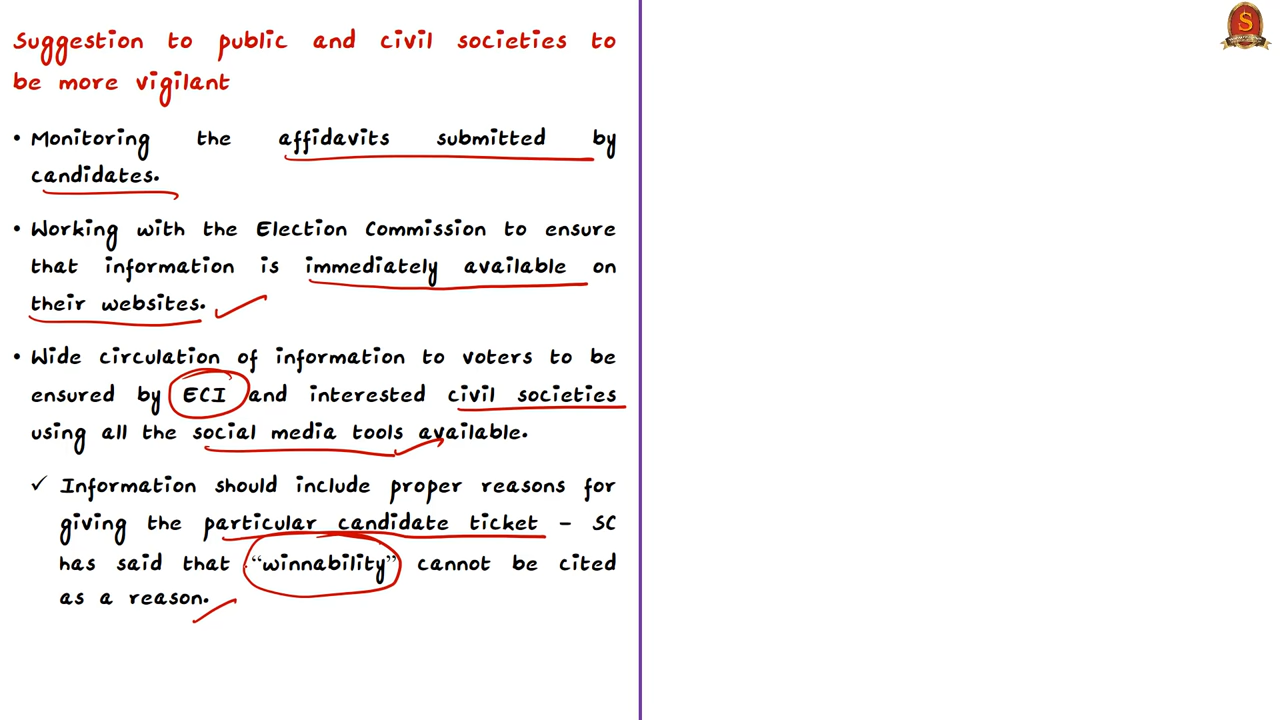 Suggestion to public and civil societies to
be more vigilant
• Monitoring the affidavits submitted by
candidates.
• Working with the Election Commission to ensure
that information is immediately available on
their websites.
• Wide circulation of information to voters to be
ensured by ECI and interested civil societies
using all the social media tools available.
✓ Information should include proper reasons for
giving the particular candidate ticket – SC
has said that “winnability” cannot be cited
as a reason.
S